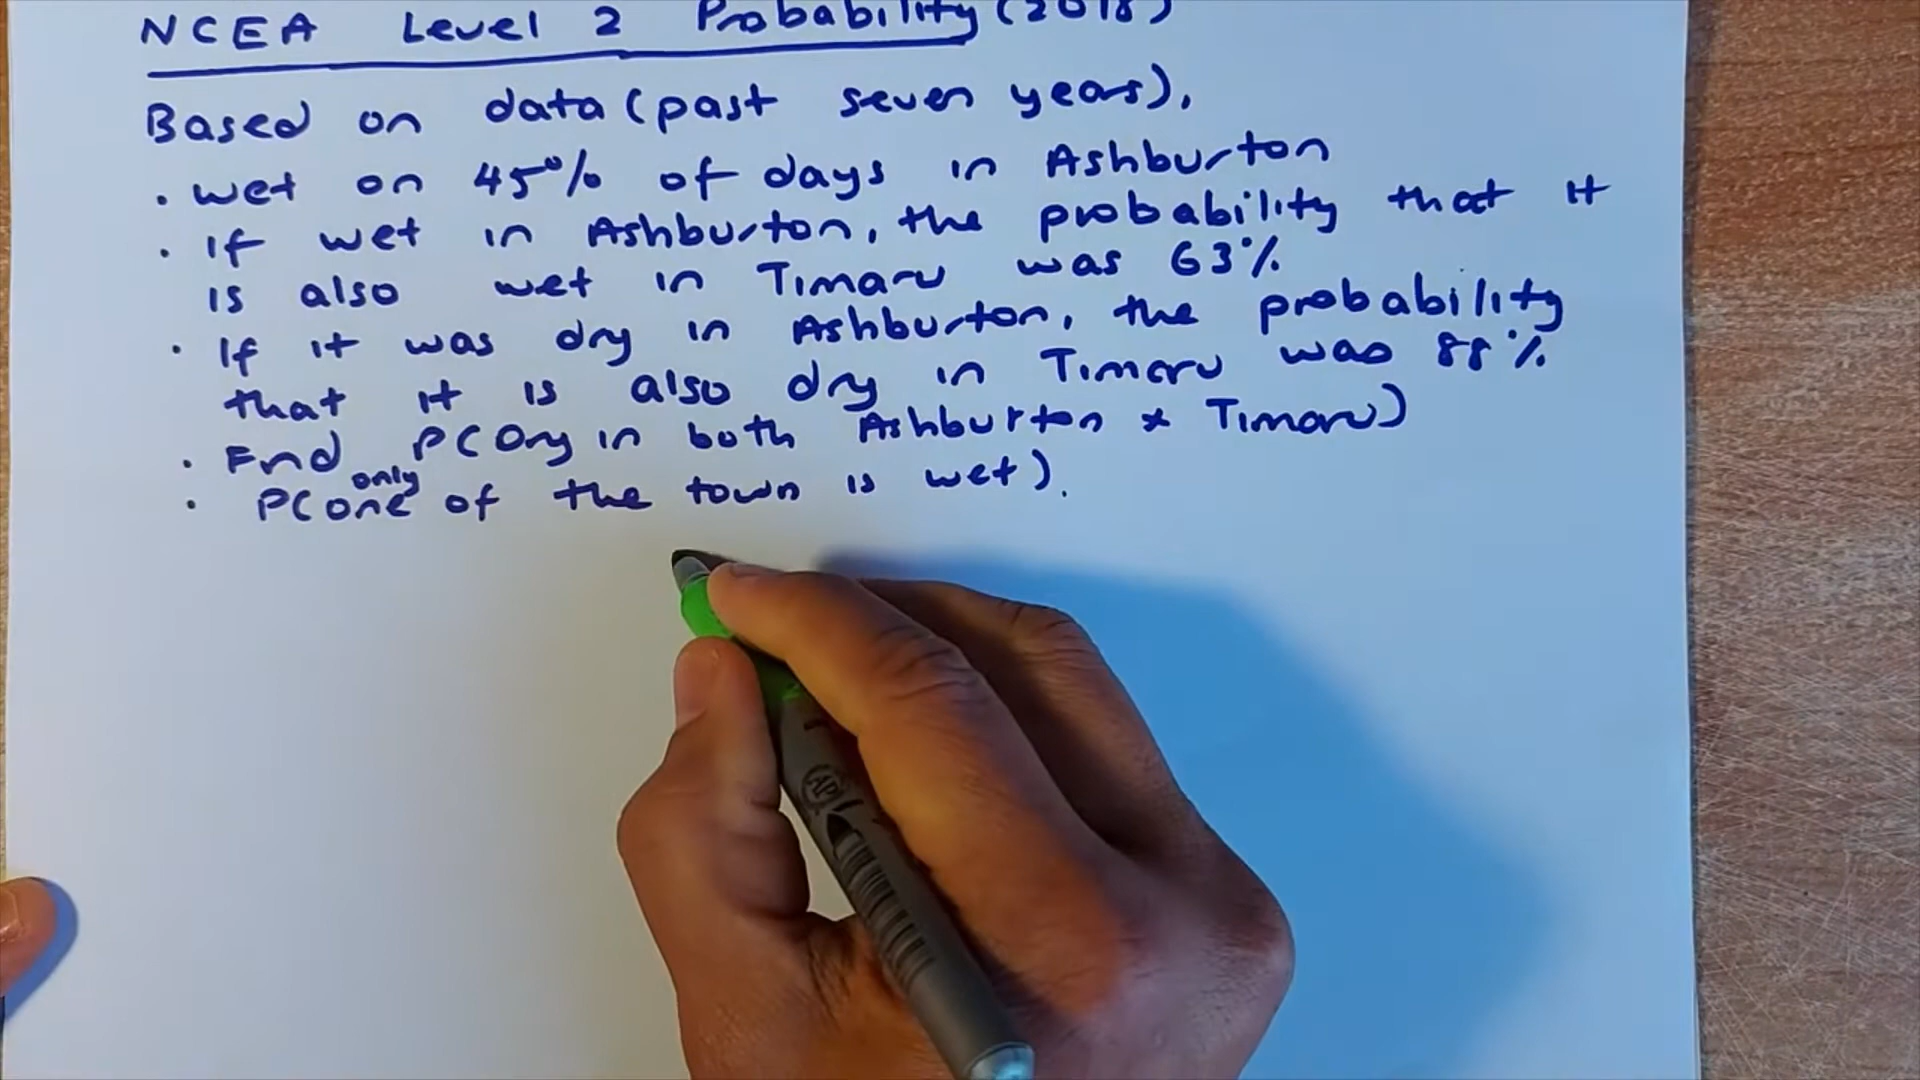 NCEA Level 2 Probability (2018)
Based on data (past seven years),
. wet on 45% of days in Ashburton
. If wet in Ashburton, the probability that it
is also wet in Timaru was 63%
. If it was dry in Ashburton, the probability
that it is also dry in Timaru was 88%
. Find P(Dry in both Ashburton & Timaru)
. P(only one of the town is wet).
AP